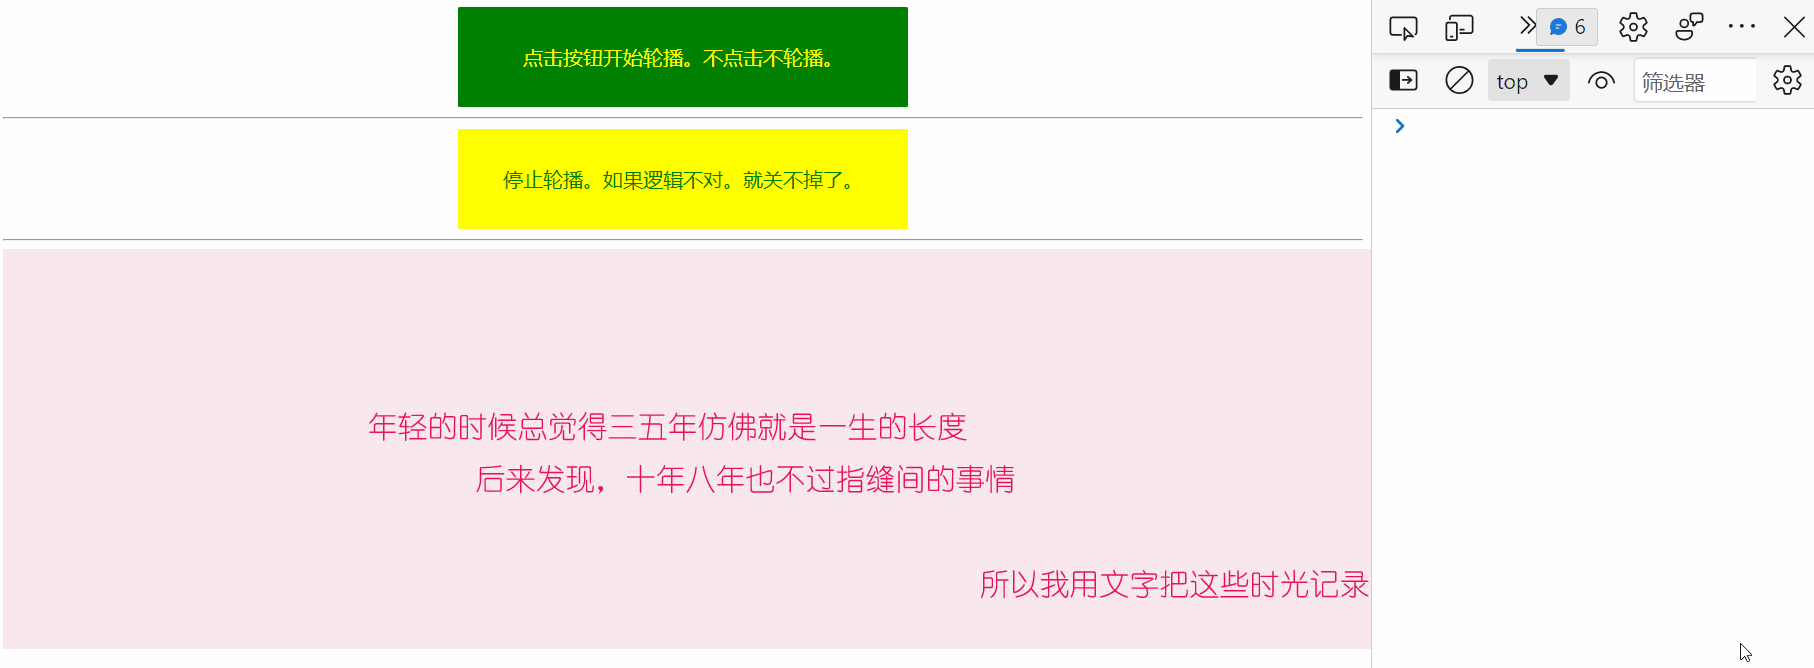 点击按钮开始轮播。不点击不轮播。
停止轮播。如果逻辑不对。就关不掉了。
年轻的时候总觉得三五年仿佛就是一生的长度
后来发现，十年八年也不过指缝间的事情
所以我用文字把这些时光记录
6
top
筛选器